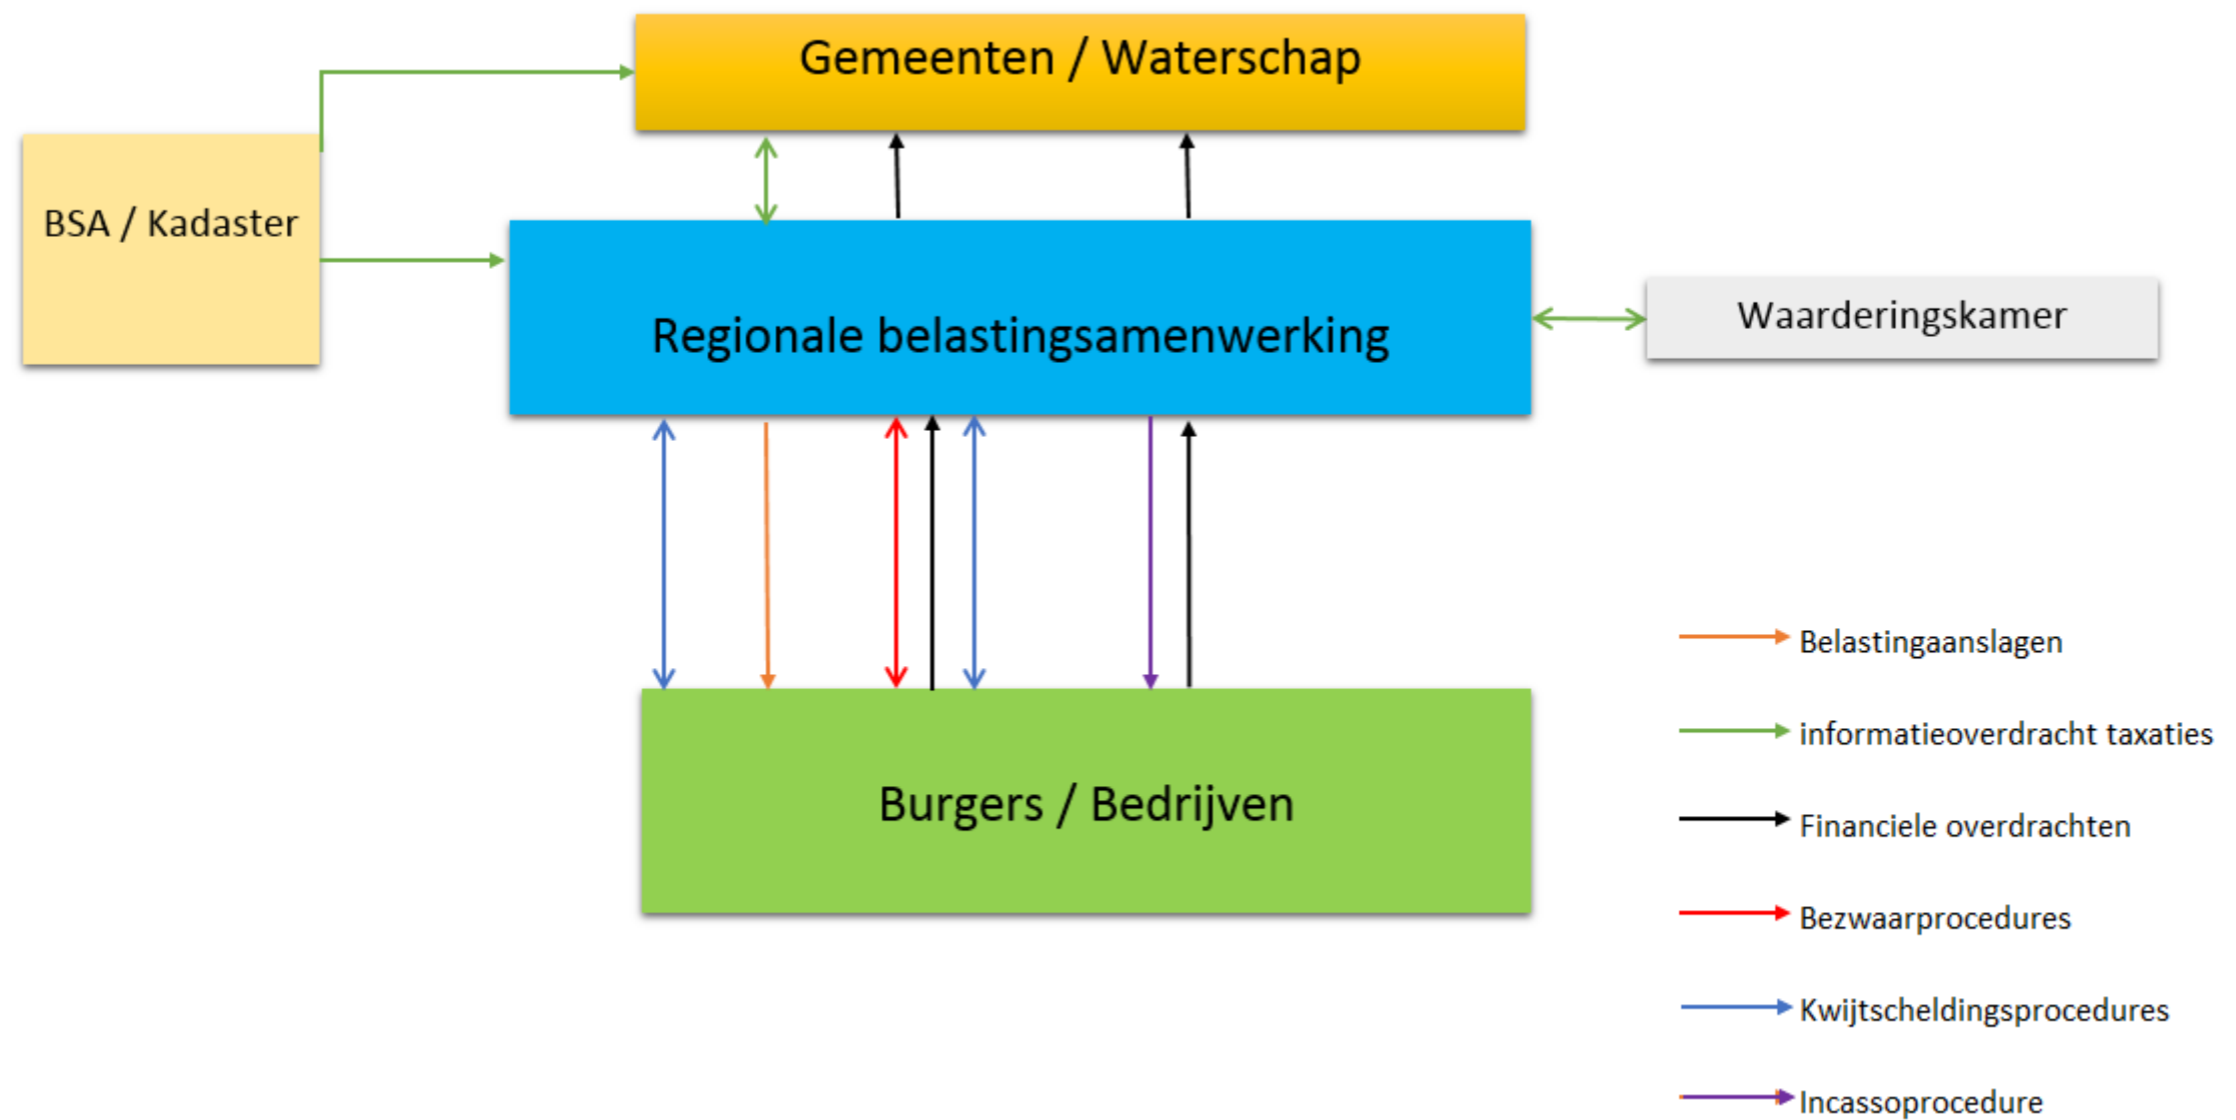 Gemeenten / Waterschap
BSA / Kadaster
Regionale belastingsamenwerking
Waarderingskamer
Burgers / Bedrijven
Belastingaanslagen
informatieoverdracht taxaties
Financiele overdrachten
Bezwaarprocedures
Kwijtscheldingsprocedures
Incassoprocedure